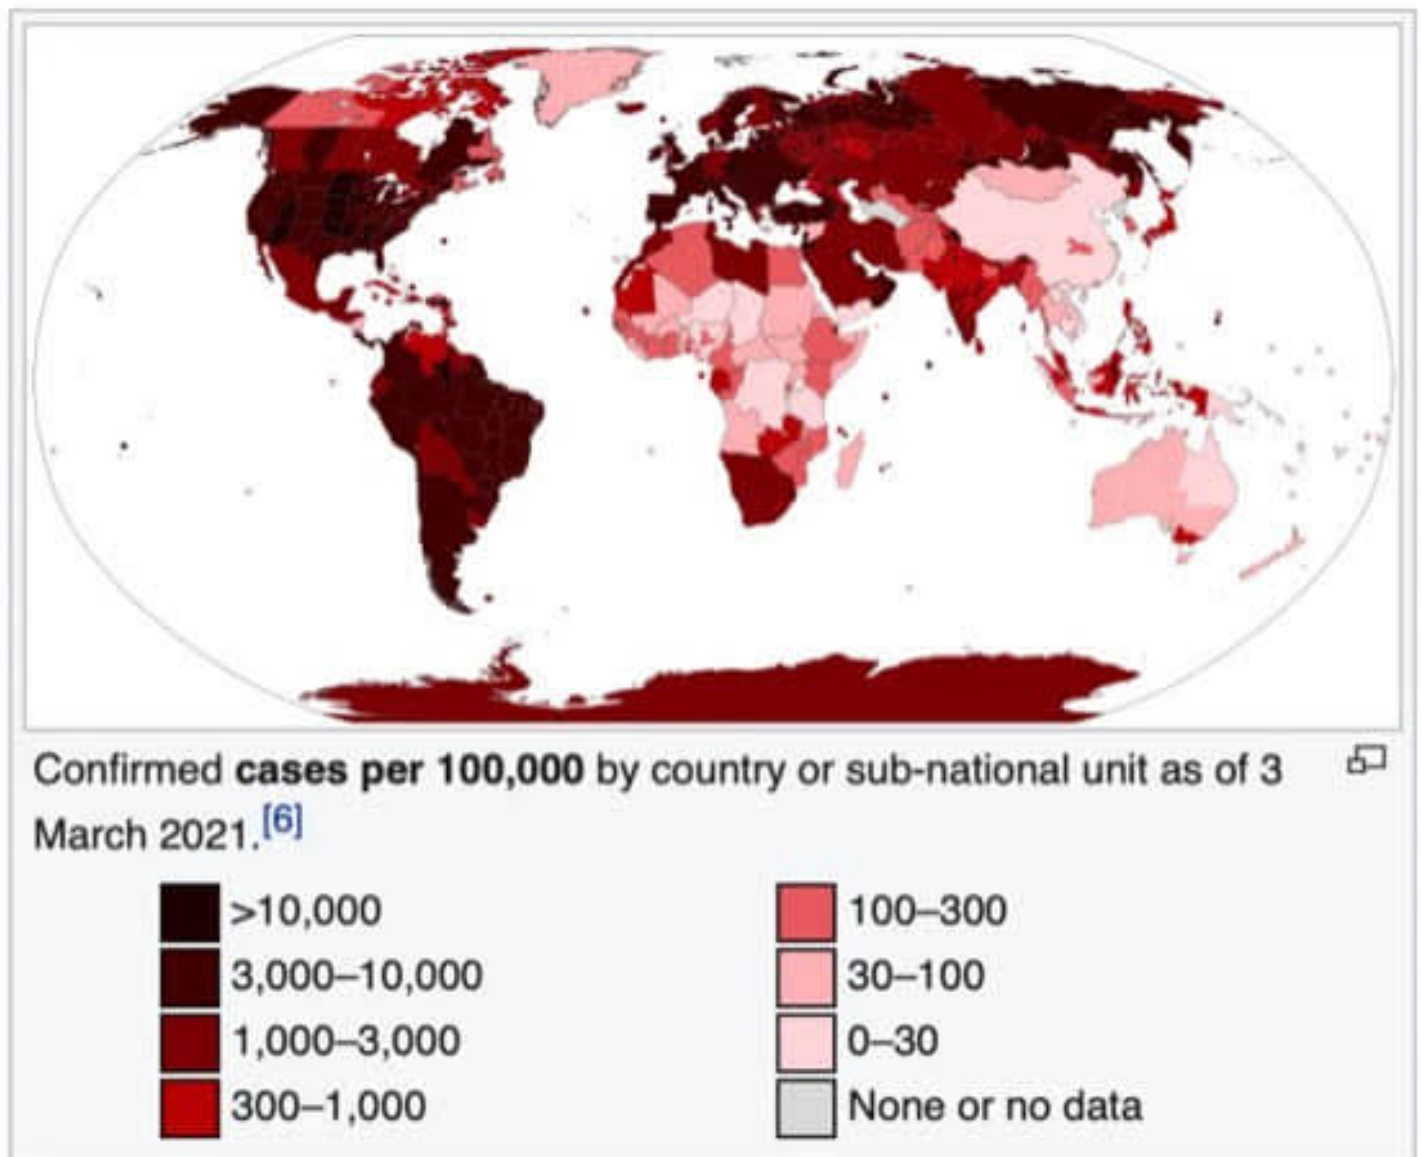 Confirmed cases per 100,000 by country or sub-national unit as of 3
March 2021.[6]
>10,000
3,000–10,000
1,000–3,000
300–1,000
100–300
30–100
0–30
None or no data